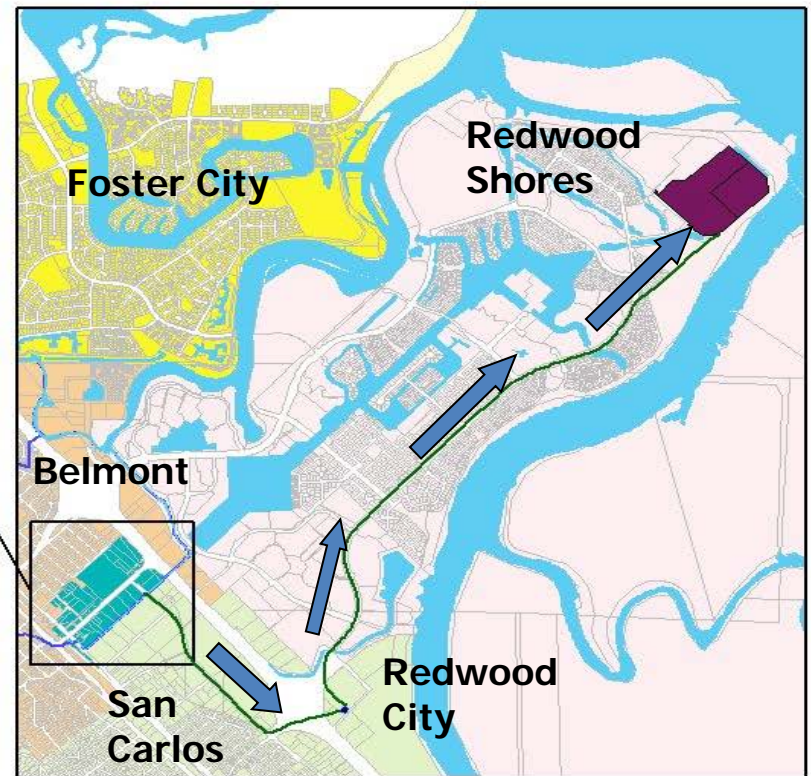 Foster City
Redwood
Shores
Belmont
San
Carlos
Redwood
City